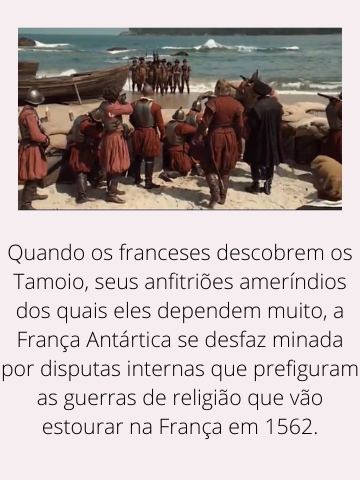 Quando os franceses descobrem os
Tamoio, seus anfitriões ameríndios
dos quais eles dependem muito, a
França Antártica se desfaz minada
por disputas internas que prefiguram
as guerras de religião que vão
estourar na França em 1562.